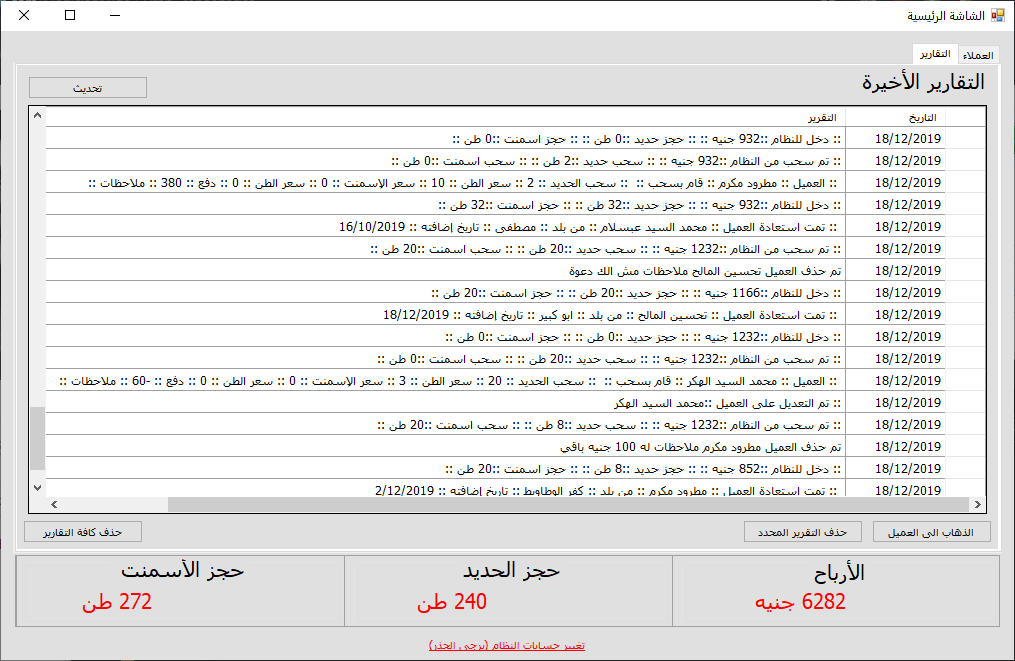 الشاشة الرئيسية
العملاء
التقارير
التقارير الأخيرة
تحديث
التاريخ التقرير
18/12/2019 :: دخل للنظام ::932 جنيه :: :: حجز حديد ::0 طن :: :: حجز اسمنت ::0 طن ::
18/12/2019 :: تم سحب من النظام ::932 جنيه :: :: سحب حديد ::2 طن :: :: سحب اسمنت ::0 طن ::
18/12/2019 :: العميل :: مطرود مكرم :: قام بسحب :: :: سحب الحديد :: 2 :: سعر الطن :: 10 :: سعر الإسمنت :: 0 :: سعر الطن :: 0 :: دفع :: 380 :: ملاحظات ::
18/12/2019 :: دخل للنظام ::932 جنيه :: :: حجز حديد ::32 طن :: :: حجز اسمنت ::32 طن ::
18/12/2019 :: تمت استعادة العميل :: محمد السيد عبسلام :: من بلد :: مصطفى :: تاريخ إضافته :: 16/10/2019
18/12/2019 :: تم سحب من النظام ::1232 جنيه :: :: سحب حديد ::20 طن :: :: سحب اسمنت ::20 طن ::
18/12/2019 تم حذف العميل تحسين المالح ملاحظات مش الك دعوة
18/12/2019 :: دخل للنظام ::1166 جنيه :: :: حجز حديد ::20 طن :: :: حجز اسمنت ::20 طن ::
18/12/2019 :: تمت استعادة العميل :: تحسين المالح :: من بلد :: ابو كبير :: تاريخ إضافته :: 18/12/2019
18/12/2019 :: دخل للنظام ::1232 جنيه :: :: حجز حديد ::0 طن :: :: حجز اسمنت ::0 طن ::
18/12/2019 :: تم سحب من النظام ::1232 جنيه :: :: سحب حديد ::20 طن :: :: سحب اسمنت ::0 طن ::
18/12/2019 :: العميل :: محمد السيد الهكر :: قام بسحب :: :: سحب الحديد :: 20 :: سعر الطن :: 3 :: سعر الإسمنت :: 0 :: سعر الطن :: 0 :: دفع :: -60 :: ملاحظات ::
18/12/2019 :: تم التعديل على العميل ::محمد السيد الهكر
18/12/2019 :: تم سحب من النظام ::1232 جنيه :: :: سحب حديد ::8 طن :: :: سحب اسمنت ::20 طن ::
18/12/2019 تم حذف العميل مطرود مكرم ملاحظات له 100 جنيه باقي
18/12/2019 :: دخل للنظام ::852 جنيه :: :: حجز حديد ::8 طن :: :: حجز اسمنت ::20 طن ::
18/12/2019 :: تمت استعادة العميل :: مطرود مكرم :: من بلد :: كفر الوطاويط :: تاريخ إضافته :: 2/12/2019
الذهاب الى العميل
حذف التقرير المحدد
حذف كافة التقارير
الأرباح
6282 جنيه
حجز الحديد
240 طن
حجز الأسمنت
272 طن
تغيير حسابات النظام (يرجى الحذر)